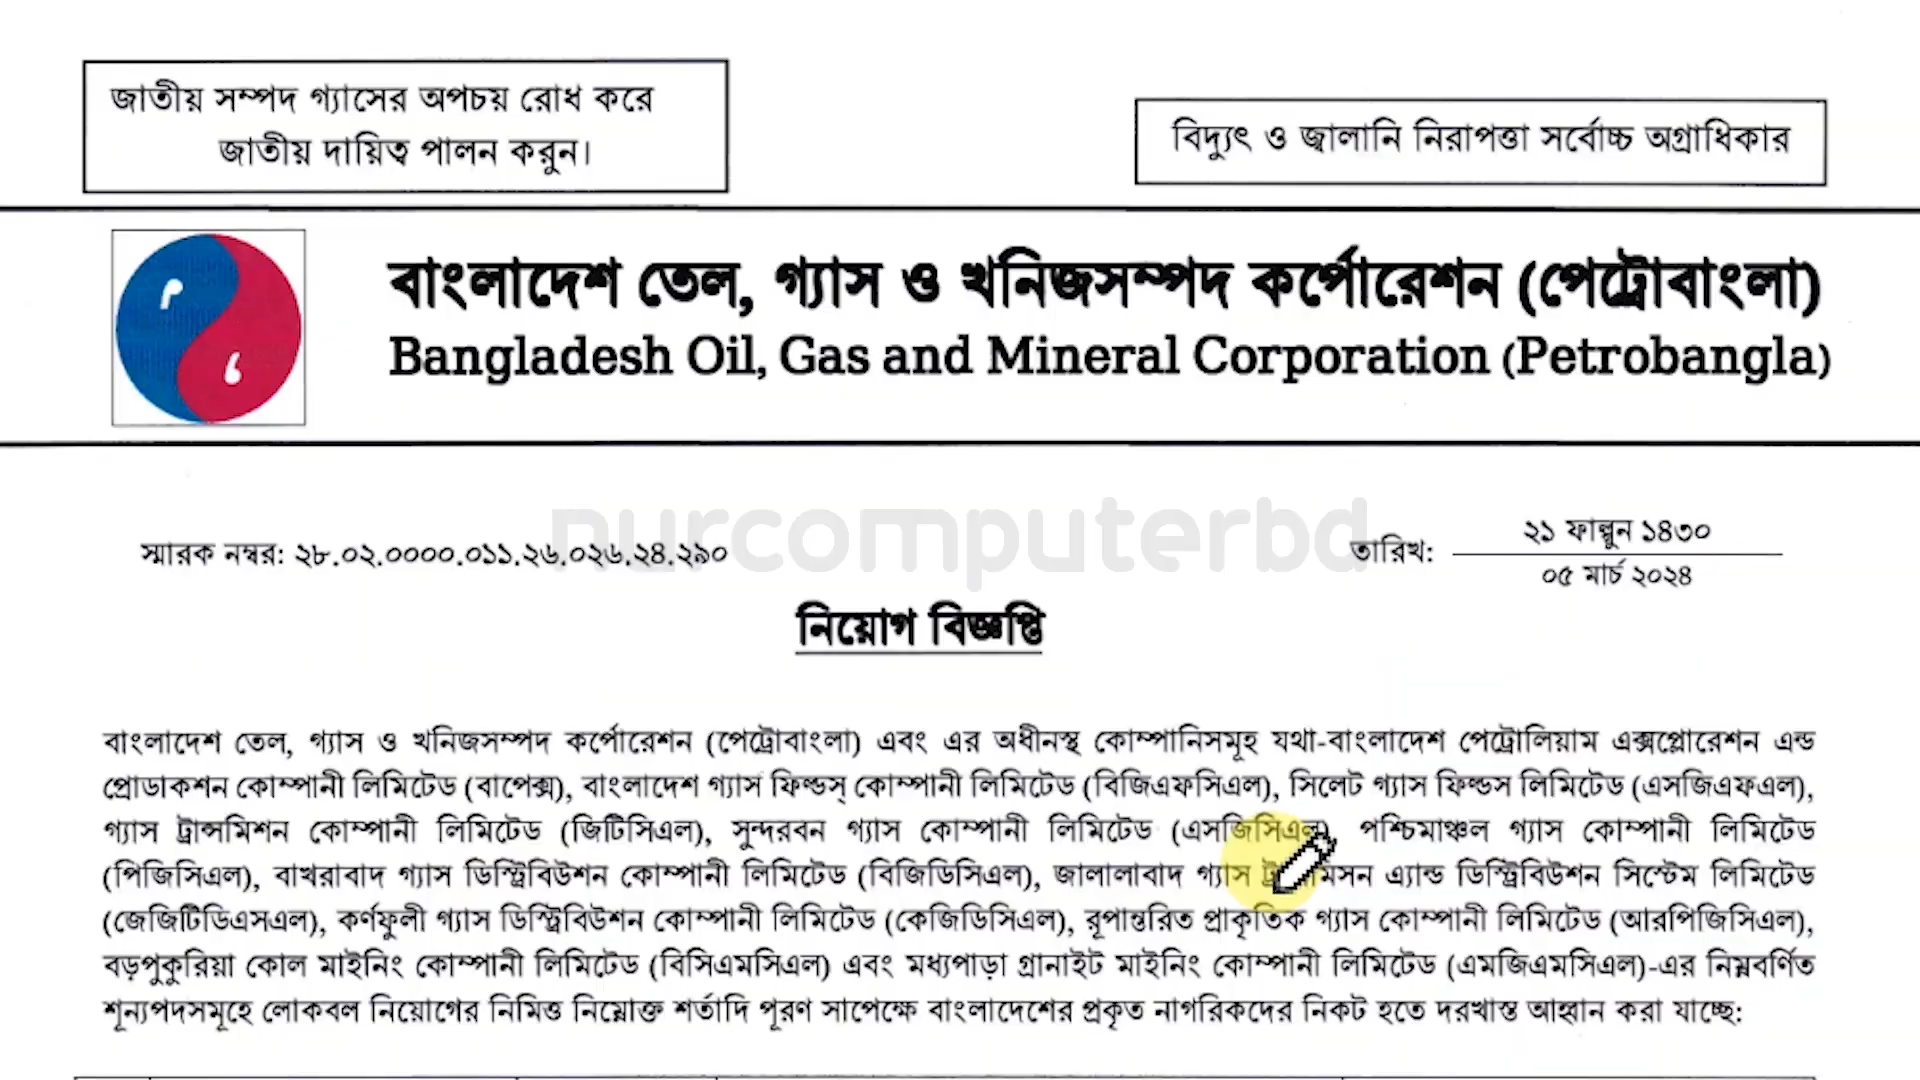 জাতীয় সম্পদ গ্যাসের অপচয় রোধ করে
জাতীয় দায়িত্ব পালন করুন।
বিদ্যুৎ ও জ্বালানি নিরাপত্তা সর্বোচ্চ অগ্রাধিকার
বাংলাদেশ তেল, গ্যাস ও খনিজসম্পদ কর্পোরেশন (পেট্রোবাংলা)
Bangladesh Oil, Gas and Mineral Corporation (Petrobangla)
nurcomputerbd
স্মারক নম্বর: ২৮.০২.০০০০.০১১.২৬.০২৬.২৪.২৯০
তারিখ: ২১ ফাল্গুন ১৪৩০
০৫ মার্চ ২০২৪
নিয়োগ বিজ্ঞপ্তি
বাংলাদেশ তেল, গ্যাস ও খনিজসম্পদ কর্পোরেশন (পেট্রোবাংলা) এবং এর অধীনস্থ কোম্পানিসমূহ যথা-বাংলাদেশ পেট্রোলিয়াম এক্সপ্লোরেশন এন্ড
প্রোডাকশন কোম্পানী লিমিটেড (বাপেক্স), বাংলাদেশ গ্যাস ফিল্ডস্ কোম্পানী লিমিটেড (বিজিএফসিএল), সিলেট গ্যাস ফিল্ডস লিমিটেড (এসজিএফএল),
গ্যাস ট্রান্সমিশন কোম্পানী লিমিটেড (জিটিসিএল), সুন্দরবন গ্যাস কোম্পানী লিমিটেড (এসজিসিএল), পশ্চিমাঞ্চল গ্যাস কোম্পানী লিমিটেড
(পিজিসিএল), বাখরাবাদ গ্যাস ডিস্ট্রিবিউশন কোম্পানী লিমিটেড (বিজিডিসিএল), জালালাবাদ গ্যাস এ্যান্ড ডিস্ট্রিবিউশন সিস্টেম লিমিটেড
(জেজিটিডিএসএল), কর্ণফুলী গ্যাস ডিস্ট্রিবিউশন কোম্পানী লিমিটেড (কেজিডিসিএল), রূপান্তরিত প্রাকৃতিক গ্যাস কোম্পানী লিমিটেড (আরপিজিসিএল),
বড়পুকুরিয়া কোল মাইনিং কোম্পানী লিমিটেড (বিসিএমসিএল) এবং মধ্যপাড়া গ্রানাইট মাইনিং কোম্পানী লিমিটেড (এমজিএমসিএল)-এর নিম্নবর্ণিত
শূন্যপদসমূহে লোকবল নিয়োগের নিমিত্ত নিম্নোক্ত শর্তাদি পূরণ সাপেক্ষে বাংলাদেশের প্রকৃত নাগরিকদের নিকট হতে দরখাস্ত আহ্বান করা যাচ্ছে: